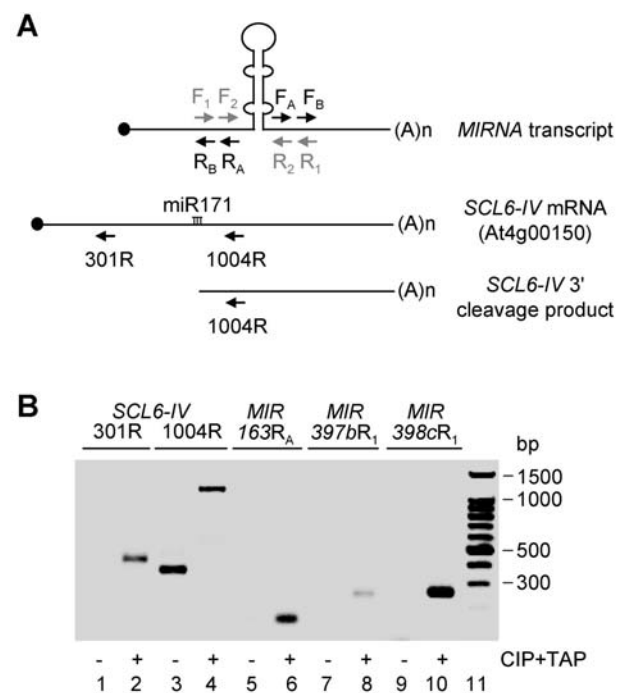 A
F1 F2 FA FB
(A)n MIRNA transcript
RB RA R2 R1
miR171
(A)n SCL6-IV mRNA
(At4g00150)
301R 1004R
(A)n SCL6-IV 3'
cleavage product
1004R
B
SCL6-IV MIR MIR MIR
301R 1004R 163RA 397bR1 398cR1
bp
1500
1000
500
300
- + - + - + - + - + CIP+TAP
1 2 3 4 5 6 7 8 9 10 11